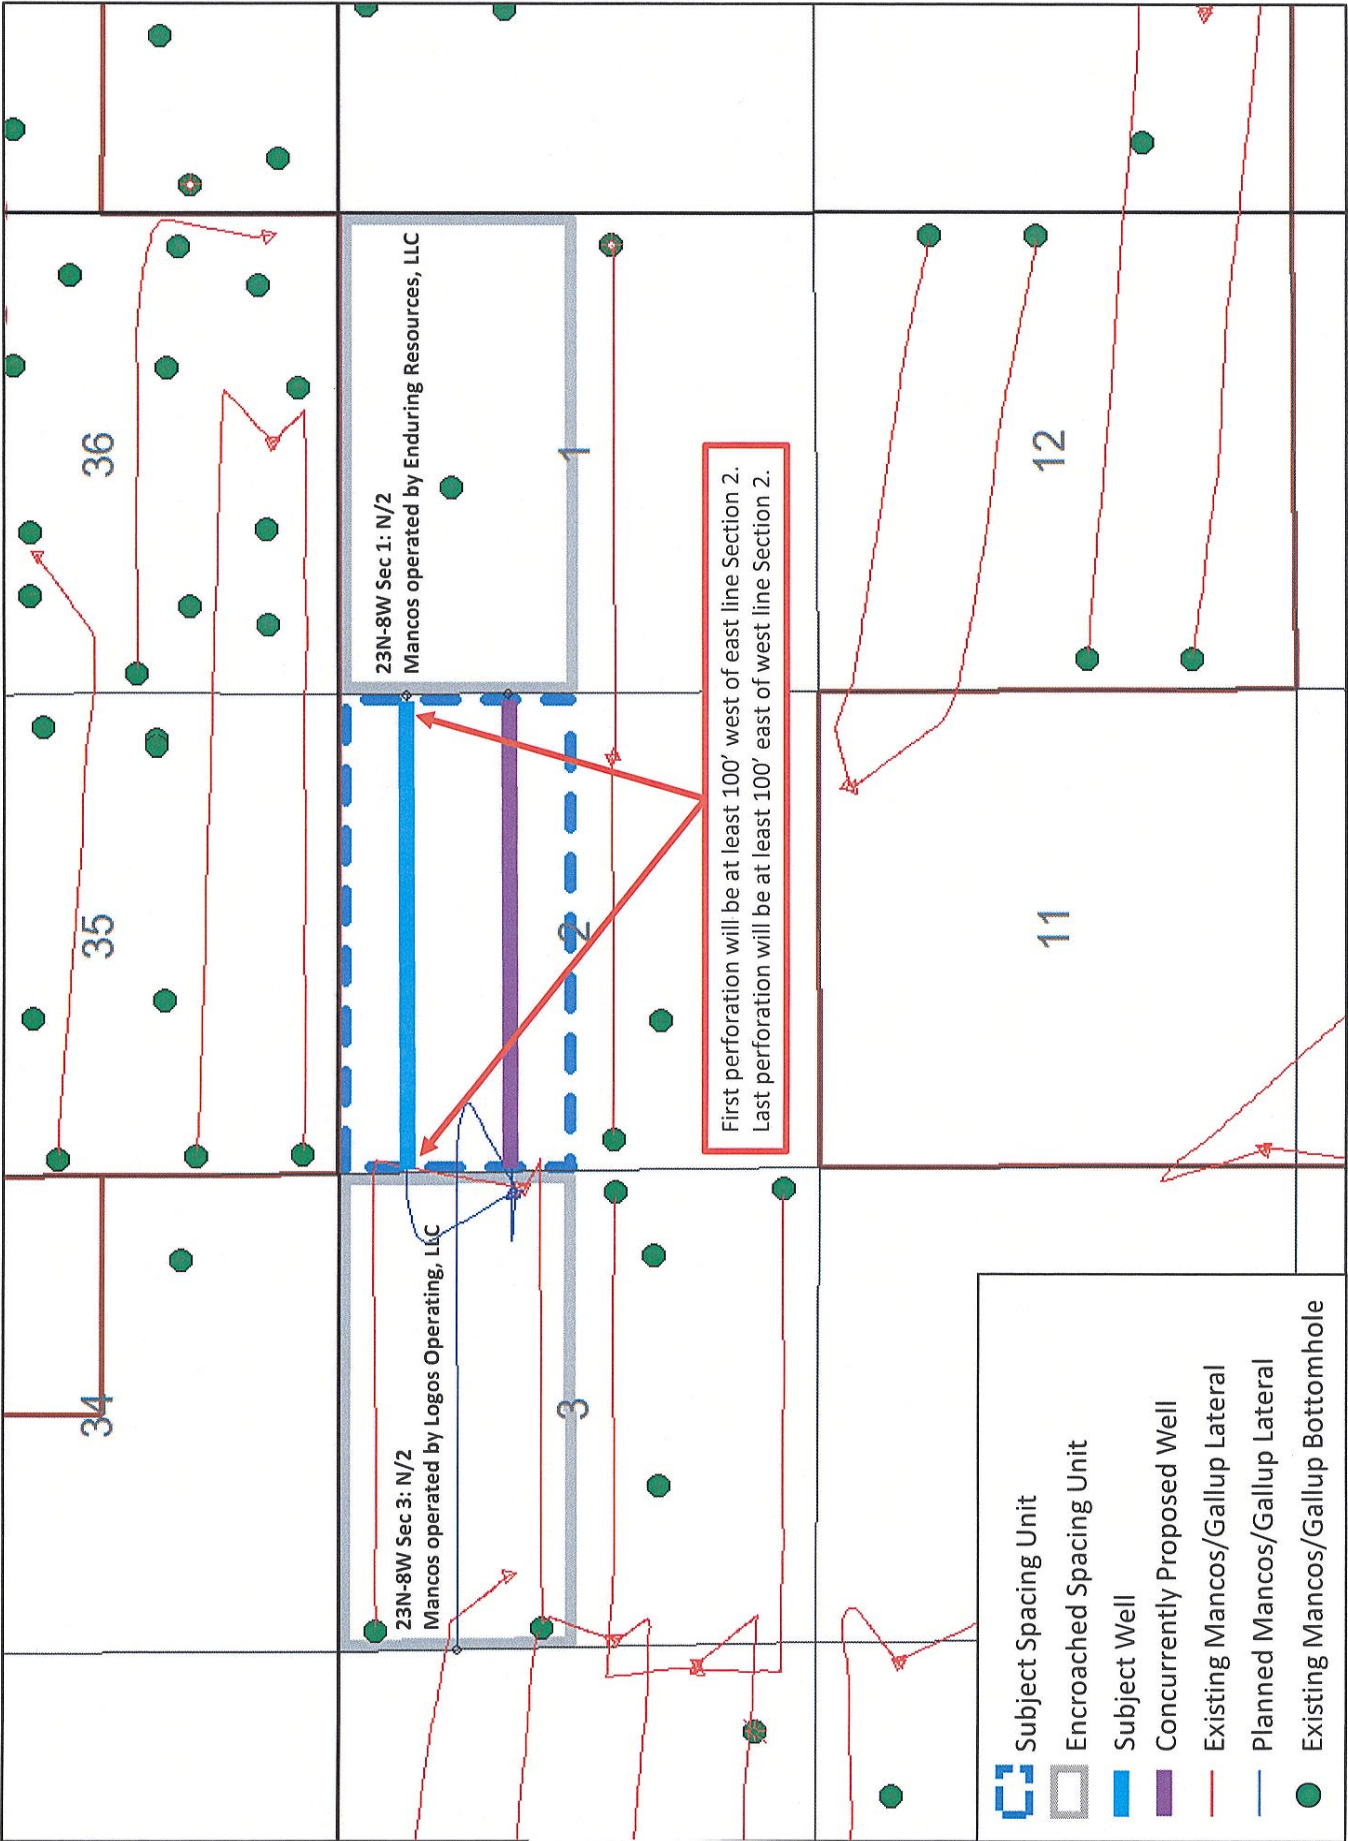 34
35
36
23N-8W Sec 3: N/2
Mancos operated by Logos Operating, LLC
23N-8W Sec 1: N/2
Mancos operated by Enduring Resources, LLC
3
2
1
First perforation will be at least 100' west of east line Section 2.
Last perforation will be at least 100' east of west line Section 2.
11
12
Subject Spacing Unit
Encroached Spacing Unit
Subject Well
Concurrently Proposed Well
Existing Mancos/Gallup Lateral
Planned Mancos/Gallup Lateral
Existing Mancos/Gallup Bottomhole